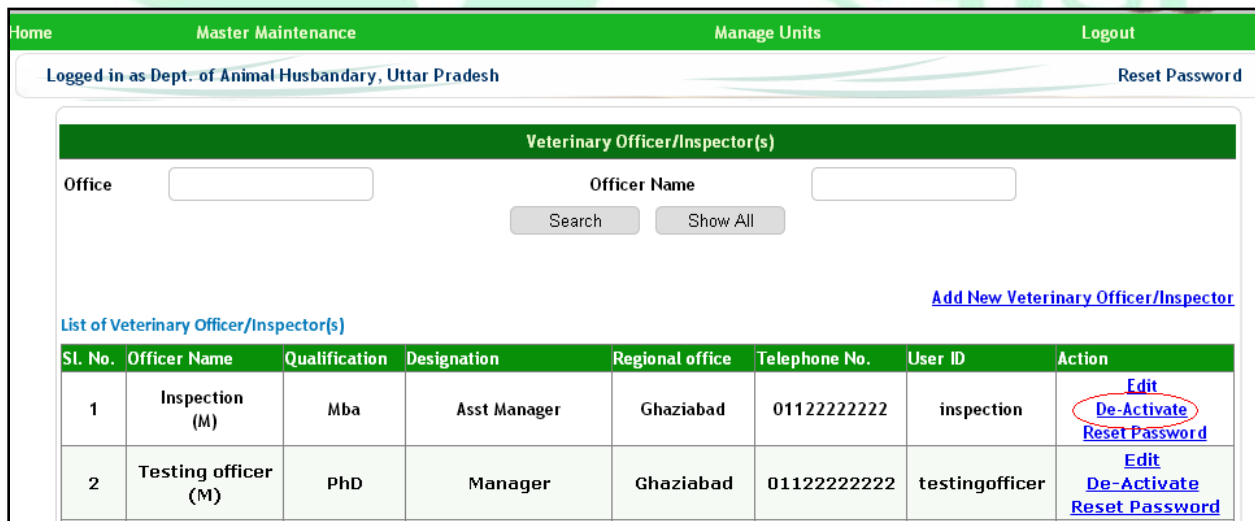 Home Master Maintenance Manage Units Logout
Logged in as Dept. of Animal Husbandary, Uttar Pradesh Reset Password
Veterinary Officer/Inspector(s)
Office Officer Name
Search Show All
Add New Veterinary Officer/Inspector
List of Veterinary Officer/Inspector(s)
Sl. No. Officer Name Qualification Designation Regional office Telephone No. User ID Action
1 Inspection (M) Mba Asst Manager Ghaziabad 01122222222 inspection Edit De-Activate Reset Password
2 Testing officer (M) PhD Manager Ghaziabad 01122222222 testingofficer Edit De-Activate Reset Password